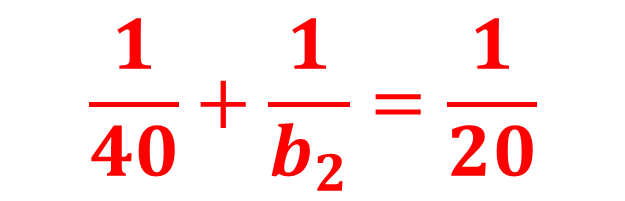 1/40 + 1/b₂ = 1/20